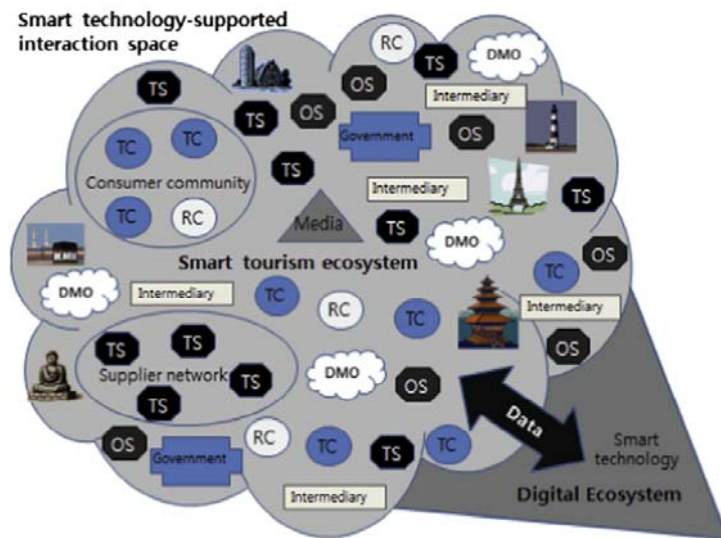 Smart technology-supported
interaction space
RC
TS
DMO
TS
OS
Intermediary
TS
OS
Government
OS
TC
TC
TS
Consumer community
Intermediary
TS
TC
RC
Media
TS
DMO
OS
Smart tourism ecosystem
TC
DMO
Intermediary
TC
RC
TC
Intermediary
TS
TS
OS
Supplier network
TS
DMO
OS
TS
Data
OS
Government
RC
TC
TS
TC
Smart
technology
Intermediary
Digital Ecosystem